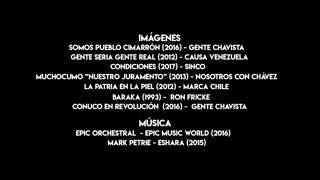 IMÁGENES
SOMOS PUEBLO CIMARRÓN (2016) - GENTE CHAVISTA
GENTE SERIA GENTE REAL (2012) - CAUSA VENEZUELA
CONDICIONES (2017) - SINCO
MUCHOCUMO "NUESTRO JURAMENTO" (2013) - NOSOTROS CON CHÁVEZ
LA PATRIA EN LA PIEL (2012) - MARCA CHILE
BARAKA (1993) - RON FRICKE
CONUCO EN REVOLUCIÓN (2016) - GENTE CHAVISTA
MÚSICA
EPIC ORCHESTRAL - EPIC MUSIC WORLD (2016)
MARK PETRIE - ESHARA (2015)